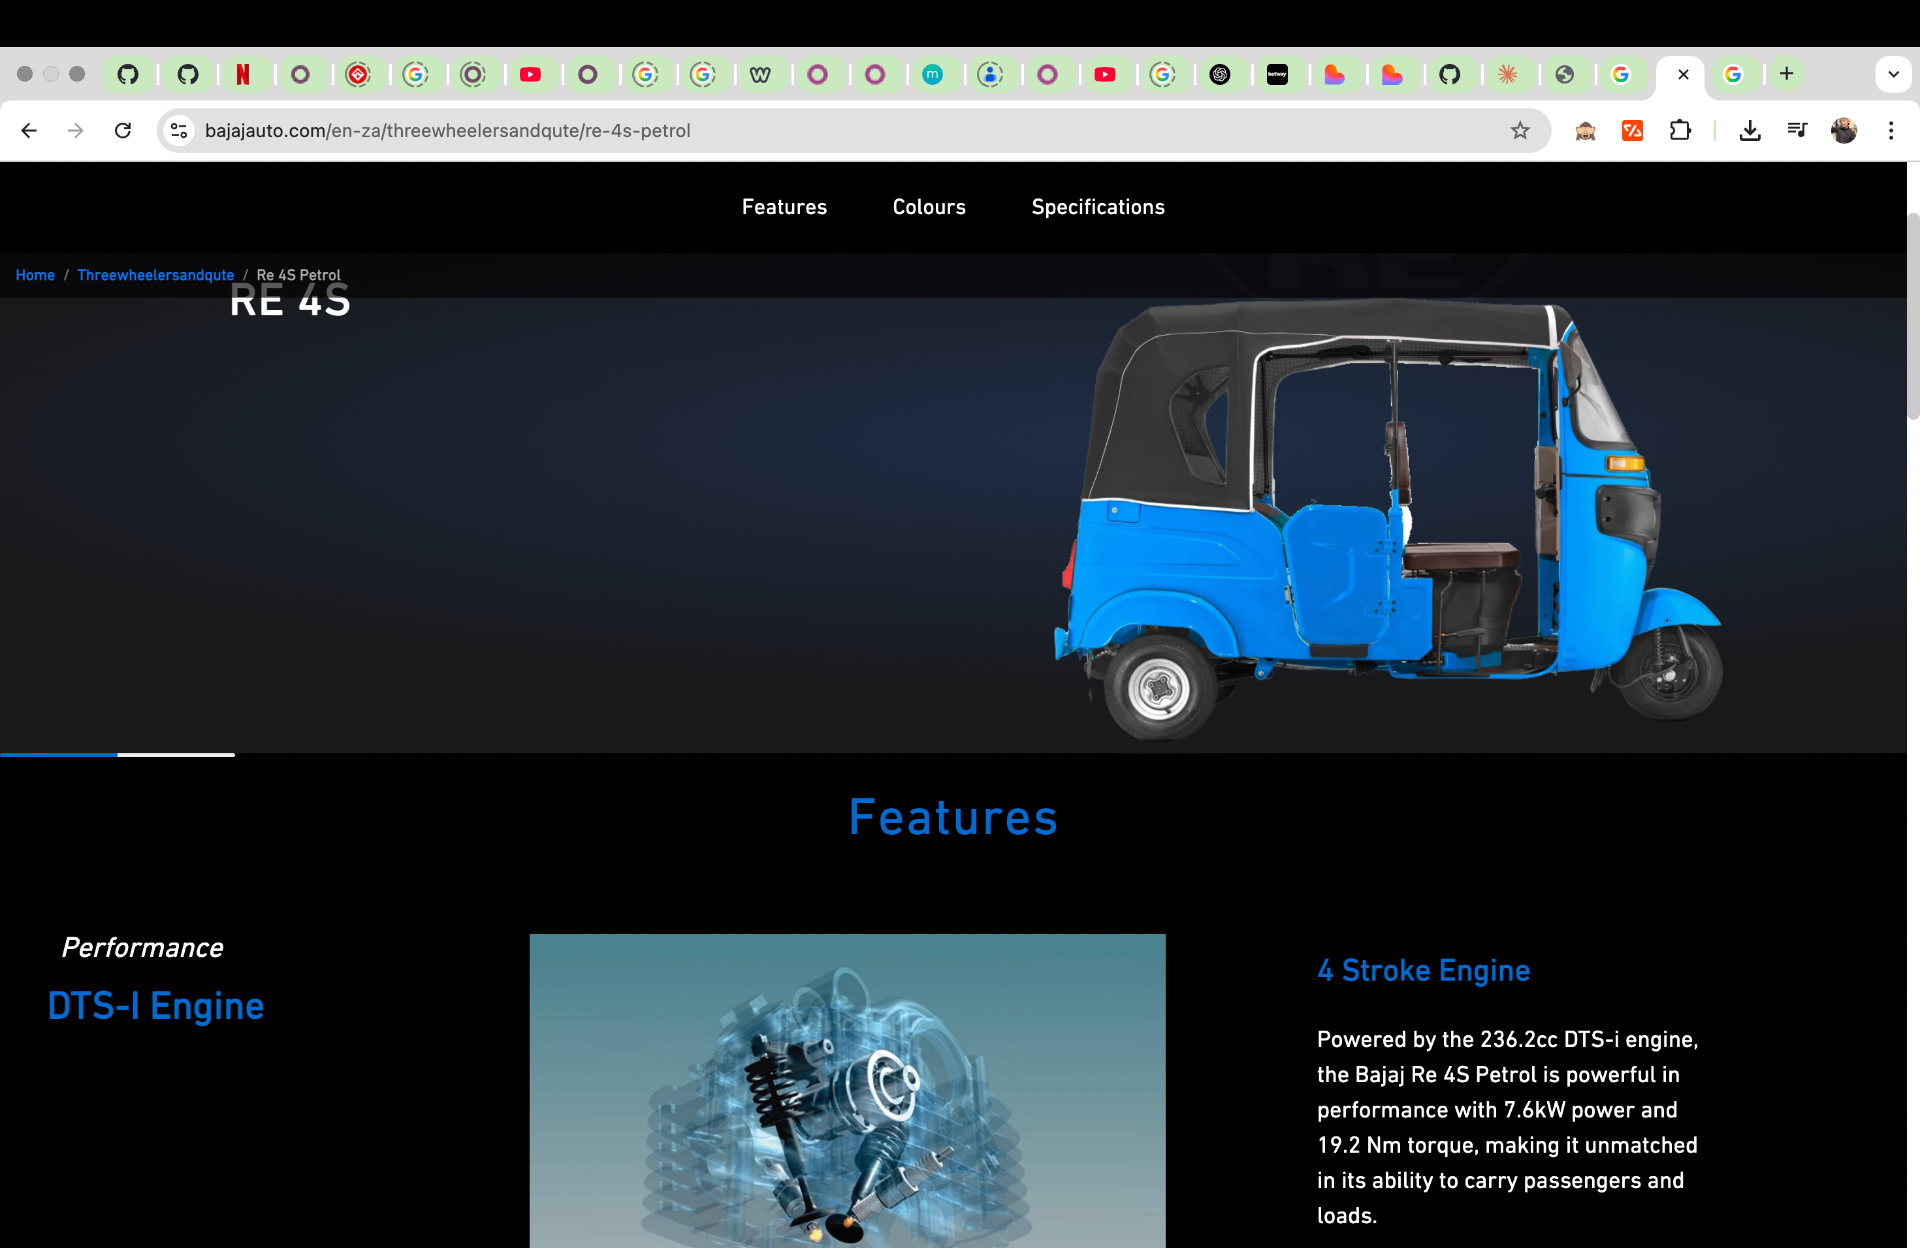 bajajauto.com/en-za/threewheelersandqute/re-4s-petrol
Features Colours Specifications
Home / Threewheelersandqute / Re 4S Petrol
RE
RE 4S
Features
Performance
DTS-I Engine
4 Stroke Engine
Powered by the 236.2cc DTS-i engine,
the Bajaj Re 4S Petrol is powerful in
performance with 7.6kW power and
19.2 Nm torque, making it unmatched
in its ability to carry passengers and
loads.